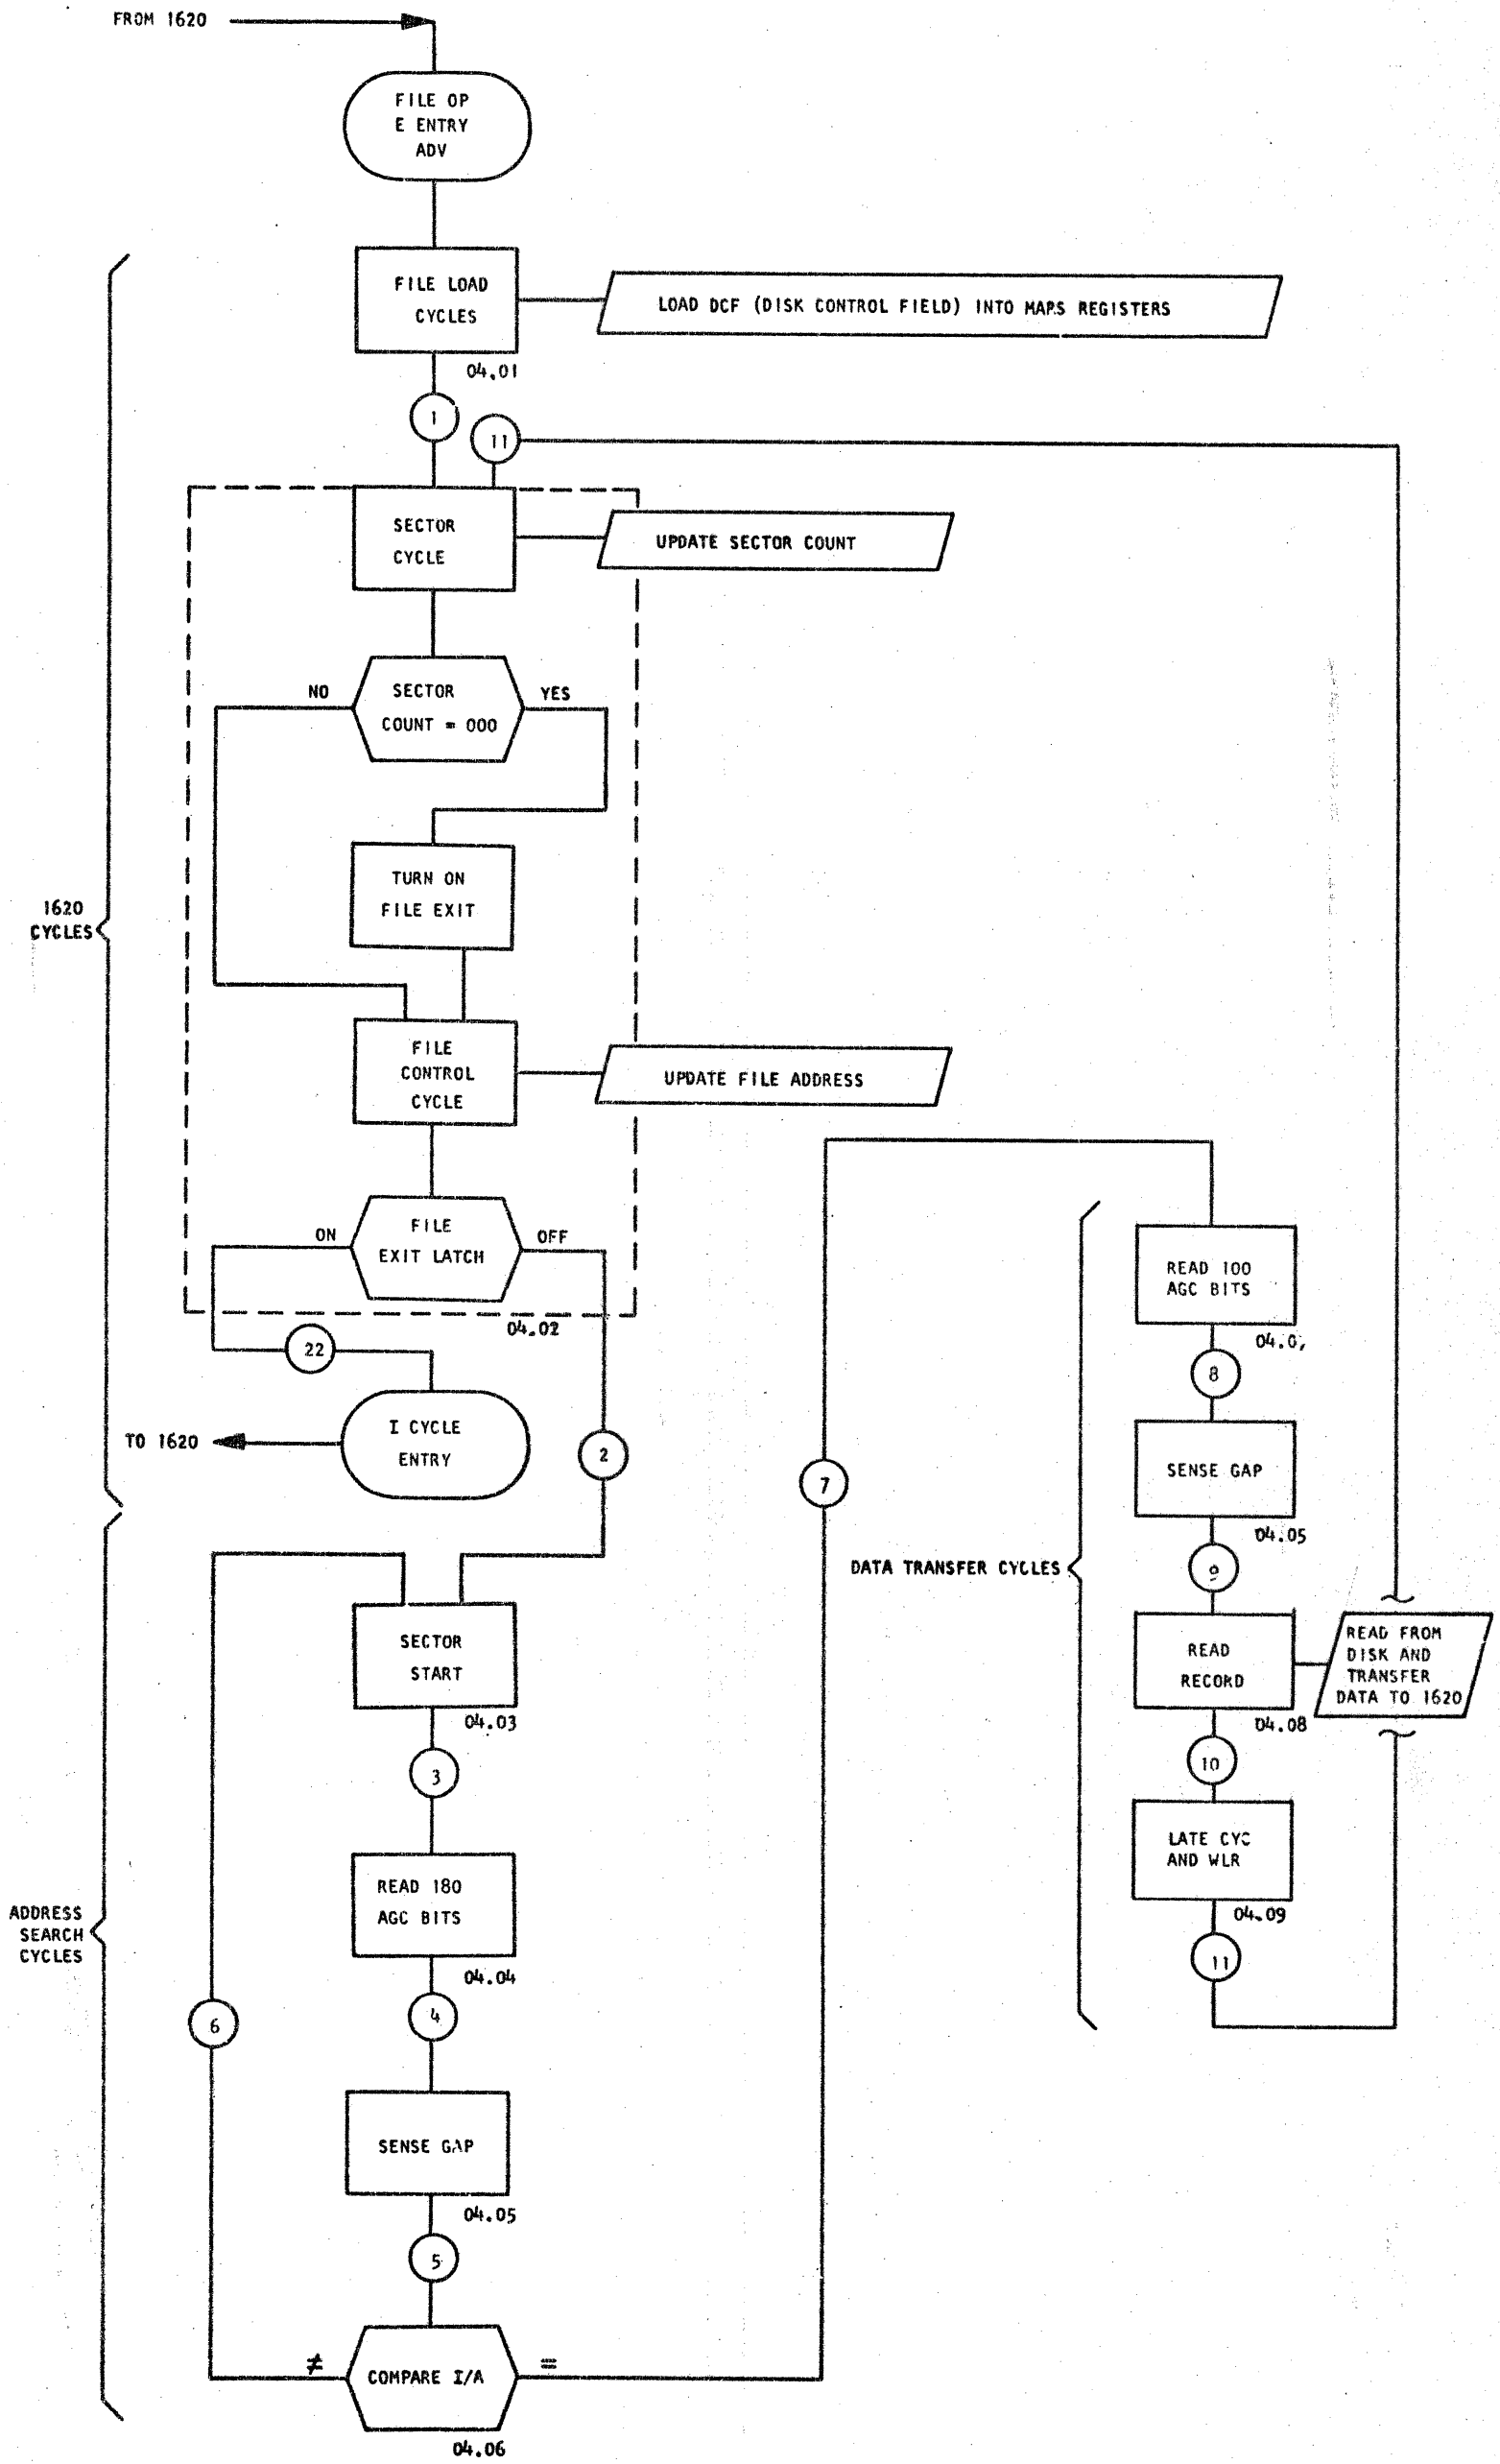 FROM 1620
FILE OP
E ENTRY
ADV
FILE LOAD
CYCLES
LOAD DCF (DISK CONTROL FIELD) INTO MARS REGISTERS
04.01
1
11
SECTOR
CYCLE
UPDATE SECTOR COUNT
NO
SECTOR
COUNT = 000
YES
TURN ON
FILE EXIT
1620
CYCLES
FILE
CONTROL
CYCLE
UPDATE FILE ADDRESS
ON
FILE
EXIT LATCH
OFF
04.02
22
TO 1620
I CYCLE
ENTRY
2
SECTOR
START
04.03
3
READ 180
AGC BITS
04.04
4
ADDRESS
SEARCH
CYCLES
6
SENSE GAP
04.05
5
≠
COMPARE I/A
=
04.06
7
READ 100
AGC BITS
8
SENSE GAP
04.05
DATA TRANSFER CYCLES
9
READ
RECORD
04.08
READ FROM
DISK AND
TRANSFER
DATA TO 1620
10
LATE CYC
AND WLR
04.09
11